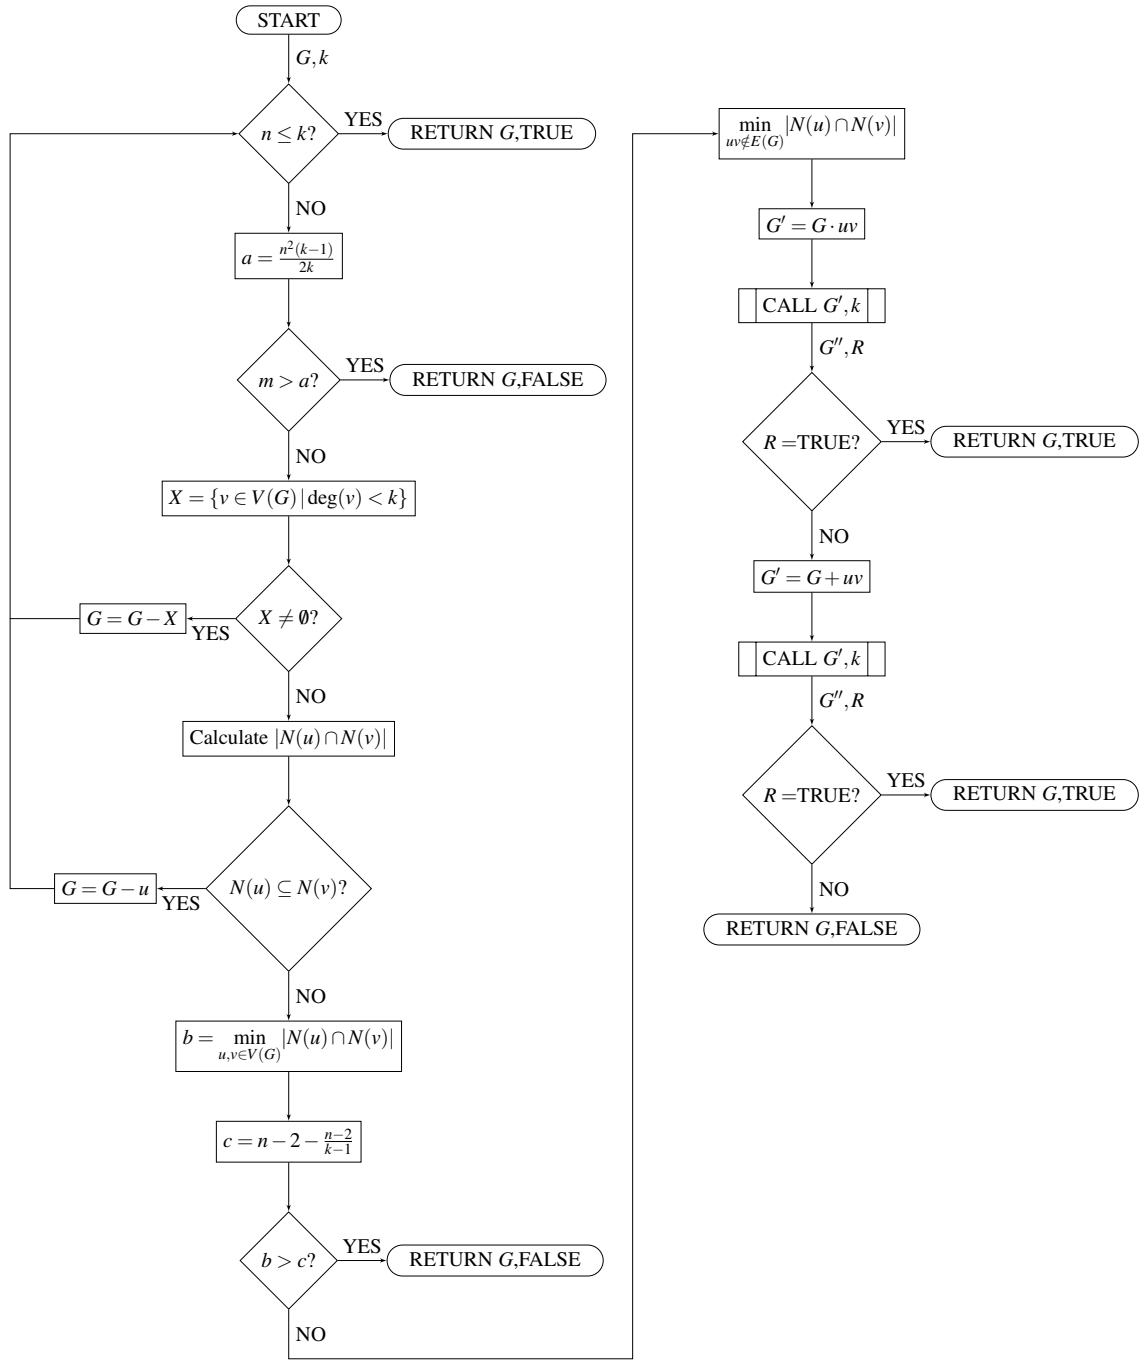 START
G, k
n ≤ k?
YES
RETURN G,TRUE
NO
a = n²(k−1)/2k
m > a?
YES
RETURN G,FALSE
NO
X = {v ∈ V(G) | deg(v) < k}
X ≠ ∅?
YES
G = G − X
NO
Calculate |N(u) ∩ N(v)|
N(u) ⊆ N(v)?
YES
G = G − u
NO
b = min |N(u) ∩ N(v)|
u,v∈V(G)
c = n − 2 − n−2/k−1
b > c?
YES
RETURN G,FALSE
NO
min |N(u) ∩ N(v)|
uv∉E(G)
G′ = G · uv
CALL G′, k
G″, R
R =TRUE?
YES
RETURN G,TRUE
NO
G′ = G + uv
CALL G′, k
G″, R
R =TRUE?
YES
RETURN G,TRUE
NO
RETURN G,FALSE